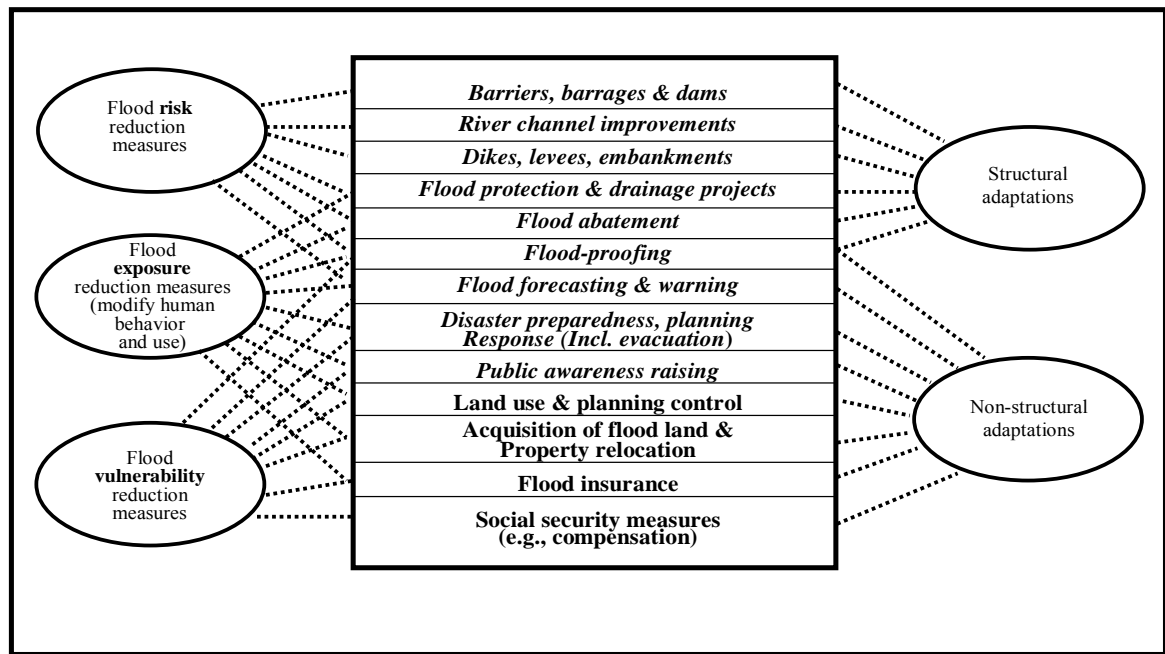 Flood risk
reduction
measures
Flood
exposure
reduction measures
(modify human
behavior
and use)
Flood
vulnerability
reduction
measures
Barriers, barrages & dams
River channel improvements
Dikes, levees, embankments
Flood protection & drainage projects
Flood abatement
Flood-proofing
Flood forecasting & warning
Disaster preparedness, planning
Response (Incl. evacuation)
Public awareness raising
Land use & planning control
Acquisition of flood land &
Property relocation
Flood insurance
Social security measures
(e.g., compensation)
Structural
adaptations
Non-structural
adaptations